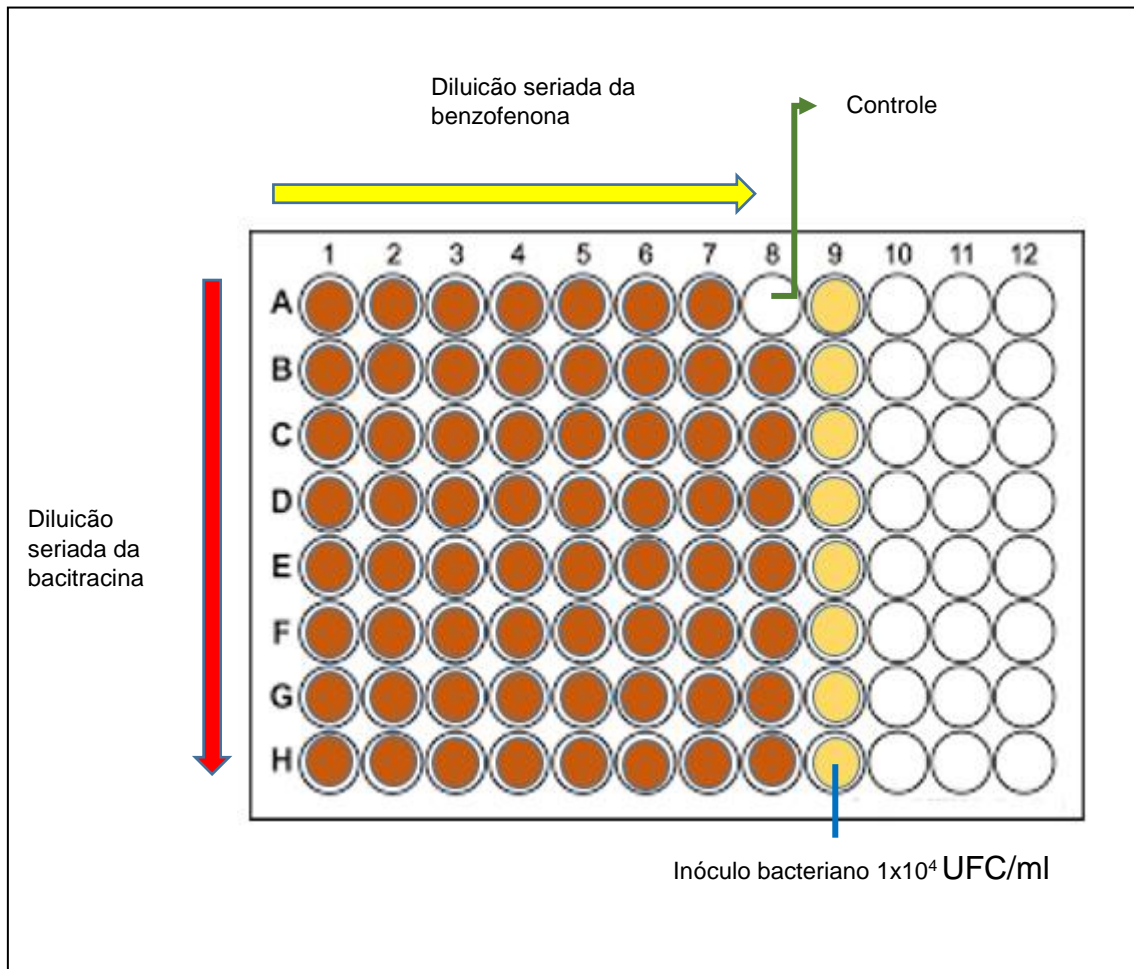 Diluicão seriada da
benzofenona
Controle
1 2 3 4 5 6 7 8 9 10 11 12
A
B
C
D
E
F
G
H
Diluicão
seriada da
bacitracina
Inóculo bacteriano 1x10⁴ UFC/ml